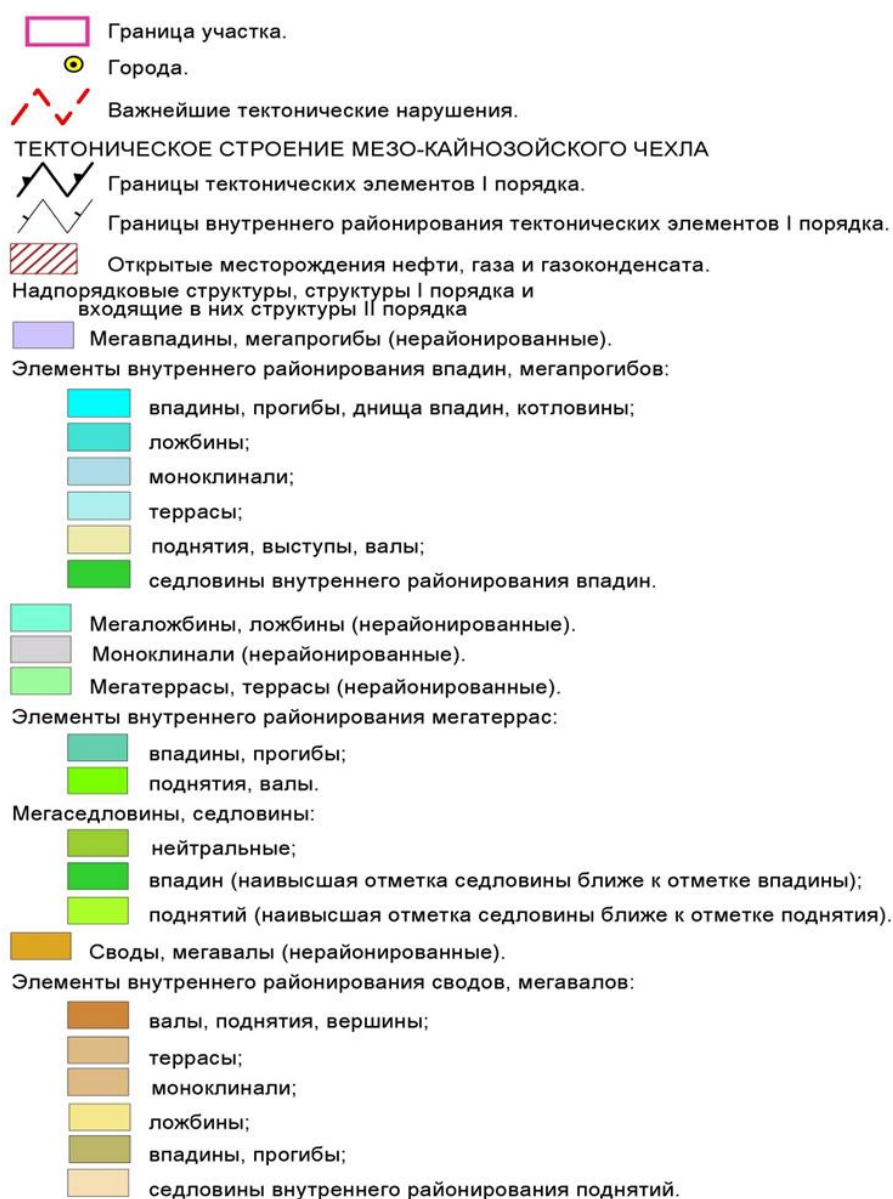 Граница участка.
Города.
Важнейшие тектонические нарушения.
ТЕКТОНИЧЕСКОЕ СТРОЕНИЕ МЕЗО-КАЙНОЗОЙСКОГО ЧЕХЛА
Границы тектонических элементов I порядка.
Границы внутреннего районирования тектонических элементов I порядка.
Открытые месторождения нефти, газа и газоконденсата.
Надпорядковые структуры, структуры I порядка и
входящие в них структуры II порядка
Мегавпадины, мегапрогибы (нерайонированные).
Элементы внутреннего районирования впадин, мегапрогибов:
впадины, прогибы, днища впадин, котловины;
ложбины;
моноклинали;
террасы;
поднятия, выступы, валы;
седловины внутреннего районирования впадин.
Мегаложбины, ложбины (нерайонированные).
Моноклинали (нерайонированные).
Мегатеррасы, террасы (нерайонированные).
Элементы внутреннего районирования мегатеррас:
впадины, прогибы;
поднятия, валы.
Мегаседловины, седловины:
нейтральные;
впадин (наивысшая отметка седловины ближе к отметке впадины);
поднятий (наивысшая отметка седловины ближе к отметке поднятия).
Своды, мегавалы (нерайонированные).
Элементы внутреннего районирования сводов, мегавалов:
валы, поднятия, вершины;
террасы;
моноклинали;
ложбины;
впадины, прогибы;
седловины внутреннего районирования поднятий.